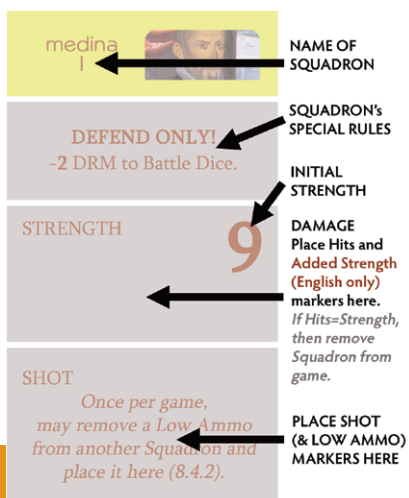 medina
I
NAME OF
SQUADRON
DEFEND ONLY!
-2 DRM to Battle Dice.
SQUADRON's
SPECIAL RULES
INITIAL
STRENGTH
STRENGTH
9
DAMAGE
Place Hits and
Added Strength
(English only)
markers here.
If Hits=Strength,
then remove
Squadron from
game.
SHOT
Once per game,
may remove a Low Ammo
from another Squadron and
place it here (8.4.2).
PLACE SHOT
(& LOW AMMO)
MARKERS HERE